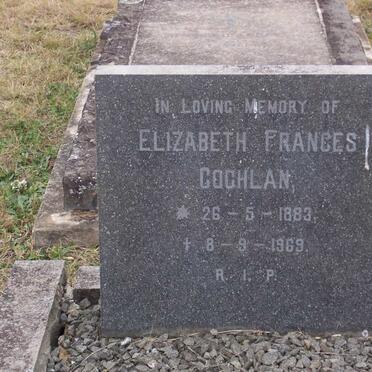 IN LOVING MEMORY OF
ELIZABETH FRANCES
COGHLAN,
* 26 - 5 - 1883.
† 8 - 9 - 1969.
R. I. P.